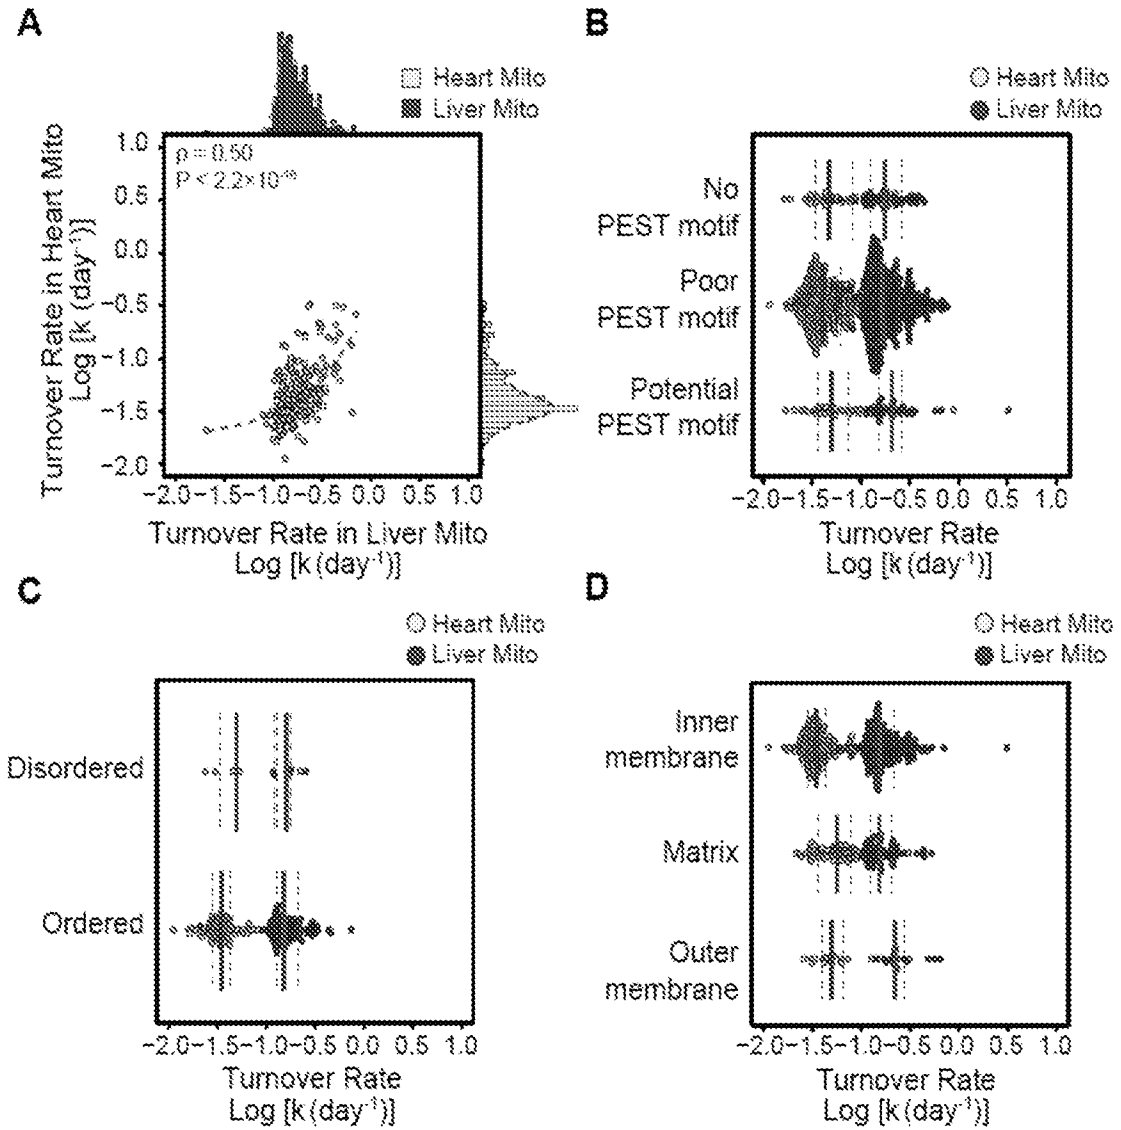 A
Heart Mito
Liver Mito
Turnover Rate in Heart Mito
Log [k (day⁻¹)]
1.0
0.5
0.0
−0.5
−1.0
−1.5
−2.0
ρ = 0.50
−2.0 −1.5 −1.0 −0.5 0.0 0.5 1.0
Turnover Rate in Liver Mito
Log [k (day⁻¹)]
B
Heart Mito
Liver Mito
No
PEST motif
Poor
PEST motif
Potential
PEST motif
−2.0 −1.5 −1.0 −0.5 0.0 0.5 1.0
Turnover Rate
Log [k (day⁻¹)]
C
Heart Mito
Liver Mito
Disordered
Ordered
−2.0 −1.5 −1.0 −0.5 0.0 0.5 1.0
Turnover Rate
Log [k (day⁻¹)]
D
Heart Mito
Liver Mito
Inner
membrane
Matrix
Outer
membrane
−2.0 −1.5 −1.0 −0.5 0.0 0.5 1.0
Turnover Rate
Log [k (day⁻¹)]